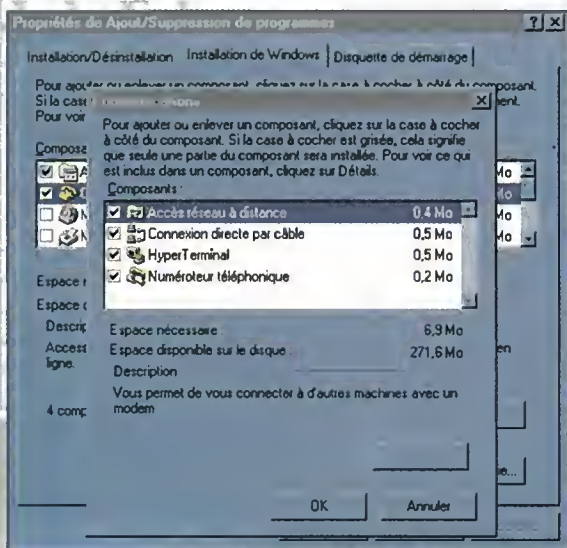 Propriétés de Ajout/Suppression de programmes
Installation/Désinstallation Installation de Windows Disquette de démarrage
Pour ajouter ou enlever un composant, cliquez sur la case à cocher à côté du composant.
Si la case
Pour voir
Composa
Mo
Mo
Mo
Espace
Espace
Descrip
Access
ligne.
en
4 comp
e...
Pour ajouter ou enlever un composant, cliquez sur la case à cocher
à côté du composant. Si la case à cocher est grisée, cela signifie
que seule une partie du composant sera installée. Pour voir ce qui
est inclus dans un composant, cliquez sur Détails.
Composants :
Accès réseau à distance 0,4 Mo
Connexion directe par câble 0,5 Mo
HyperTerminal 0,5 Mo
Numéroteur téléphonique 0,2 Mo
Espace nécessaire : 6,9 Mo
Espace disponible sur le disque : 271,6 Mo
Description
Vous permet de vous connecter à d'autres machines avec un
modem
OK Annuler